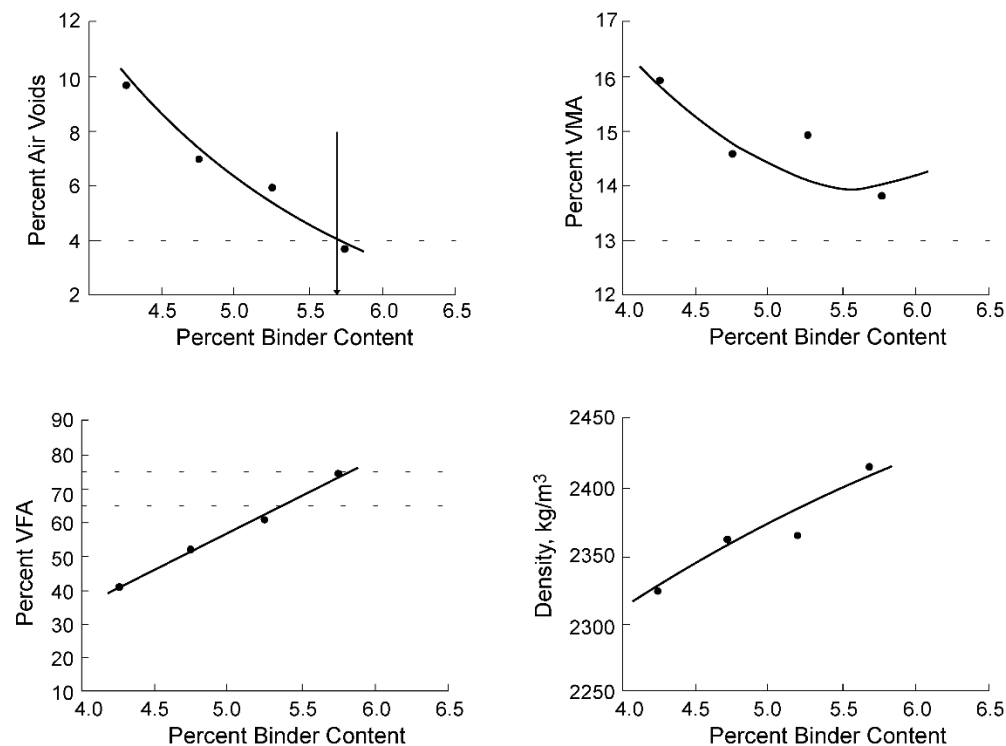 12
10
8
6
4
2
Percent Air Voids
4.5 5.0 5.5 6.0 6.5
Percent Binder Content
17
16
15
14
13
12
Percent VMA
4.0 4.5 5.0 5.5 6.0 6.5
Percent Binder Content
90
80
70
60
50
40
30
10
Percent VFA
4.0 4.5 5.0 5.5 6.0 6.5
Percent Binder Content
2450
2400
2350
2300
2250
Density, kg/m³
4.0 4.5 5.0 5.5 6.0 6.5
Percent Binder Content